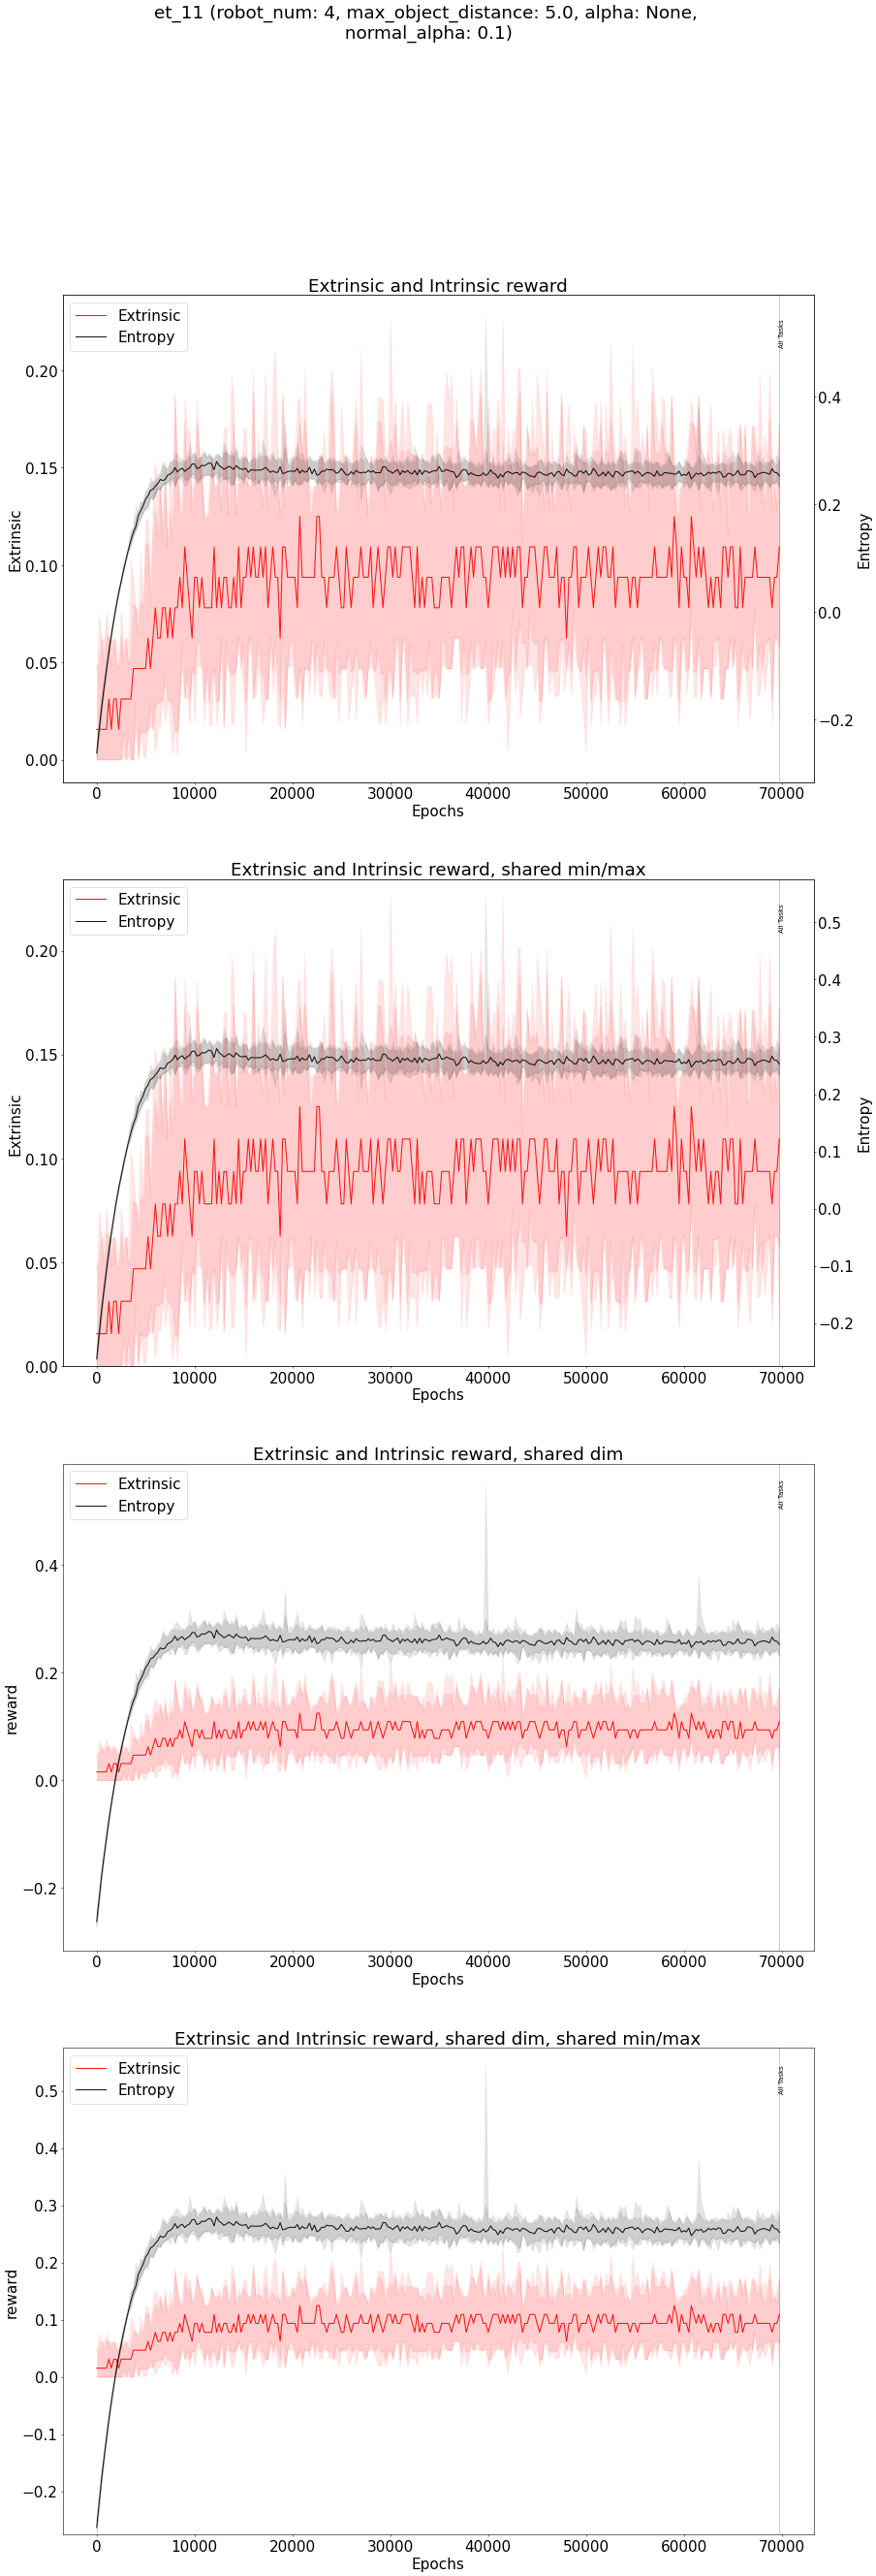 et_11 (robot_num: 4, max_object_distance: 5.0, alpha: None,
normal_alpha: 0.1)
Extrinsic and Intrinsic reward
Extrinsic
Entropy
All Tasks
0.20
0.15
0.10
0.05
0.00
Extrinsic
0.4
0.2
0.0
−0.2
Entropy
0 10000 20000 30000 40000 50000 60000 70000
Epochs
Extrinsic and Intrinsic reward, shared min/max
Extrinsic
Entropy
All Tasks
0.20
0.15
0.10
0.05
0.00
Extrinsic
0.5
0.4
0.3
0.2
0.1
0.0
−0.1
−0.2
Entropy
0 10000 20000 30000 40000 50000 60000 70000
Epochs
Extrinsic and Intrinsic reward, shared dim
Extrinsic
Entropy
All Tasks
0.4
0.2
0.0
−0.2
reward
0 10000 20000 30000 40000 50000 60000 70000
Epochs
Extrinsic and Intrinsic reward, shared dim, shared min/max
Extrinsic
Entropy
All Tasks
0.5
0.4
0.3
0.2
0.1
0.0
−0.1
−0.2
reward
0 10000 20000 30000 40000 50000 60000 70000
Epochs